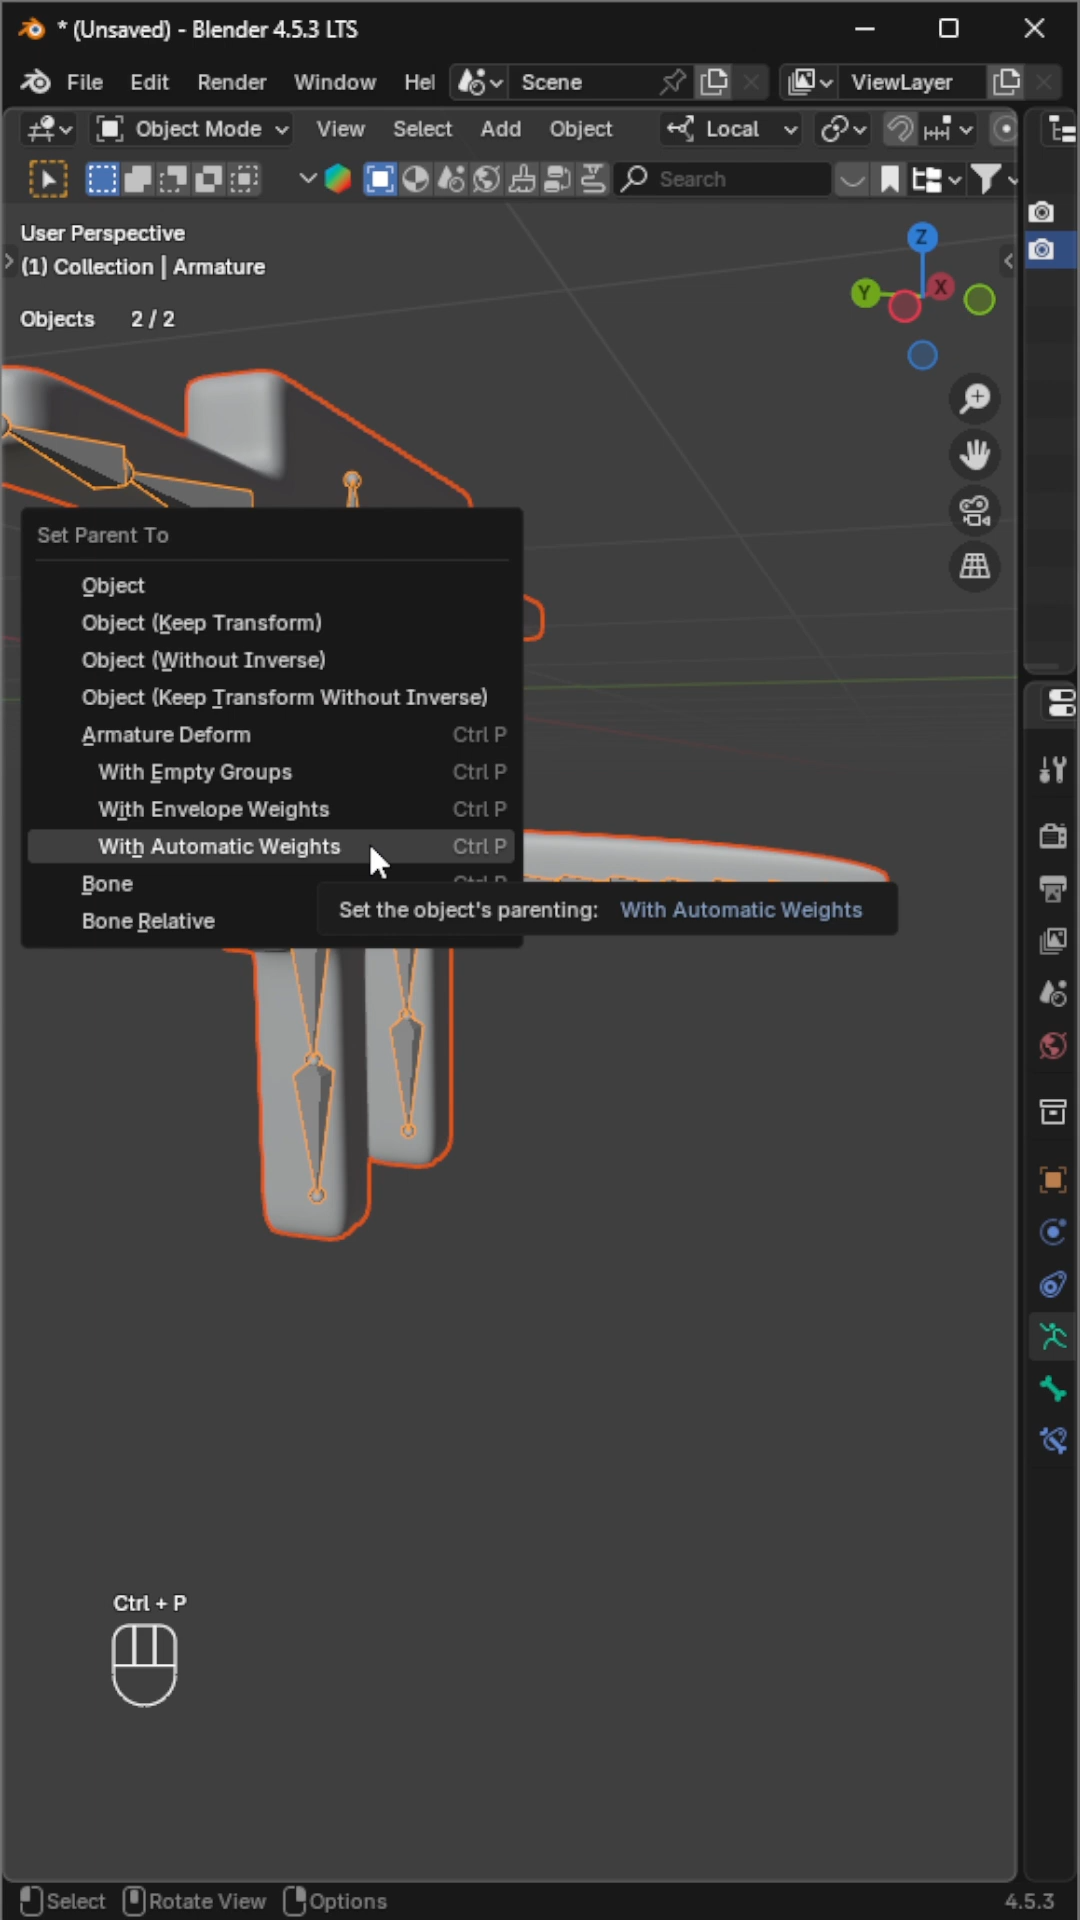 * (Unsaved) - Blender 4.5.3 LTS
File Edit Render Window Hel Scene ViewLayer
Object Mode View Select Add Object Local
Search
User Perspective
(1) Collection | Armature
Objects 2 / 2
Z
Y X
Set Parent To
Object
Object (Keep Transform)
Object (Without Inverse)
Object (Keep Transform Without Inverse)
Armature Deform Ctrl P
With Empty Groups Ctrl P
With Envelope Weights Ctrl P
With Automatic Weights Ctrl P
Bone Ctrl P
Set the object's parenting: With Automatic Weights
Bone Relative
Ctrl + P
Select Rotate View Options 4.5.3